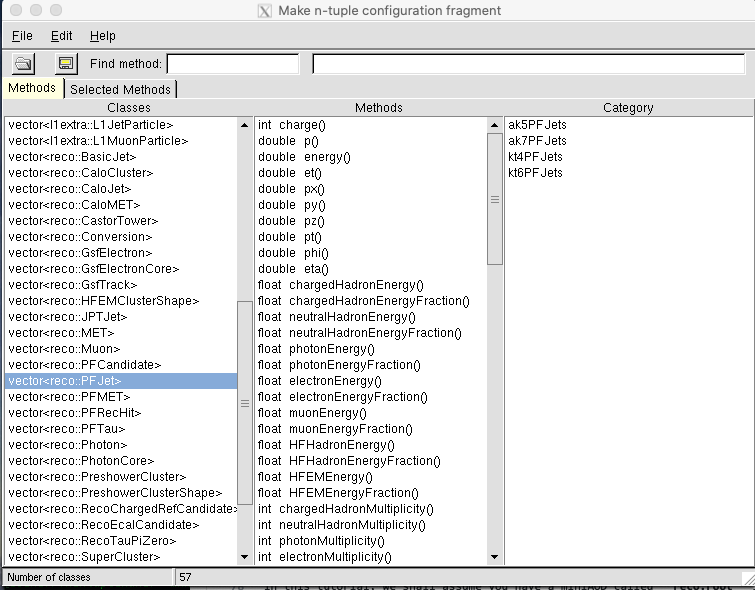 Make n-tuple configuration fragment
File Edit Help
Find method:
Methods Selected Methods
Classes Methods Category
vector<l1extra::L1JetParticle>
vector<l1extra::L1MuonParticle>
vector<reco::BasicJet>
vector<reco::CaloCluster>
vector<reco::CaloJet>
vector<reco::CaloMET>
vector<reco::CastorTower>
vector<reco::Conversion>
vector<reco::GsfElectron>
vector<reco::GsfElectronCore>
vector<reco::GsfTrack>
vector<reco::HFEMClusterShape>
vector<reco::JPTJet>
vector<reco::MET>
vector<reco::Muon>
vector<reco::PFCandidate>
vector<reco::PFJet>
vector<reco::PFMET>
vector<reco::PFRecHit>
vector<reco::PFTau>
vector<reco::Photon>
vector<reco::PhotonCore>
vector<reco::PreshowerCluster>
vector<reco::PreshowerClusterShape>
vector<reco::RecoChargedRefCandidate>
vector<reco::RecoEcalCandidate>
vector<reco::RecoTauPiZero>
vector<reco::SuperCluster>
int charge()
double p()
double energy()
double et()
double px()
double py()
double pz()
double pt()
double phi()
double eta()
float chargedHadronEnergy()
float chargedHadronEnergyFraction()
float neutralHadronEnergy()
float neutralHadronEnergyFraction()
float photonEnergy()
float photonEnergyFraction()
float electronEnergy()
float electronEnergyFraction()
float muonEnergy()
float muonEnergyFraction()
float HFHadronEnergy()
float HFHadronEnergyFraction()
float HFEMEnergy()
float HFEMEnergyFraction()
int chargedHadronMultiplicity()
int neutralHadronMultiplicity()
int photonMultiplicity()
int electronMultiplicity()
ak5PFJets
ak7PFJets
kt4PFJets
kt6PFJets
Number of classes 57